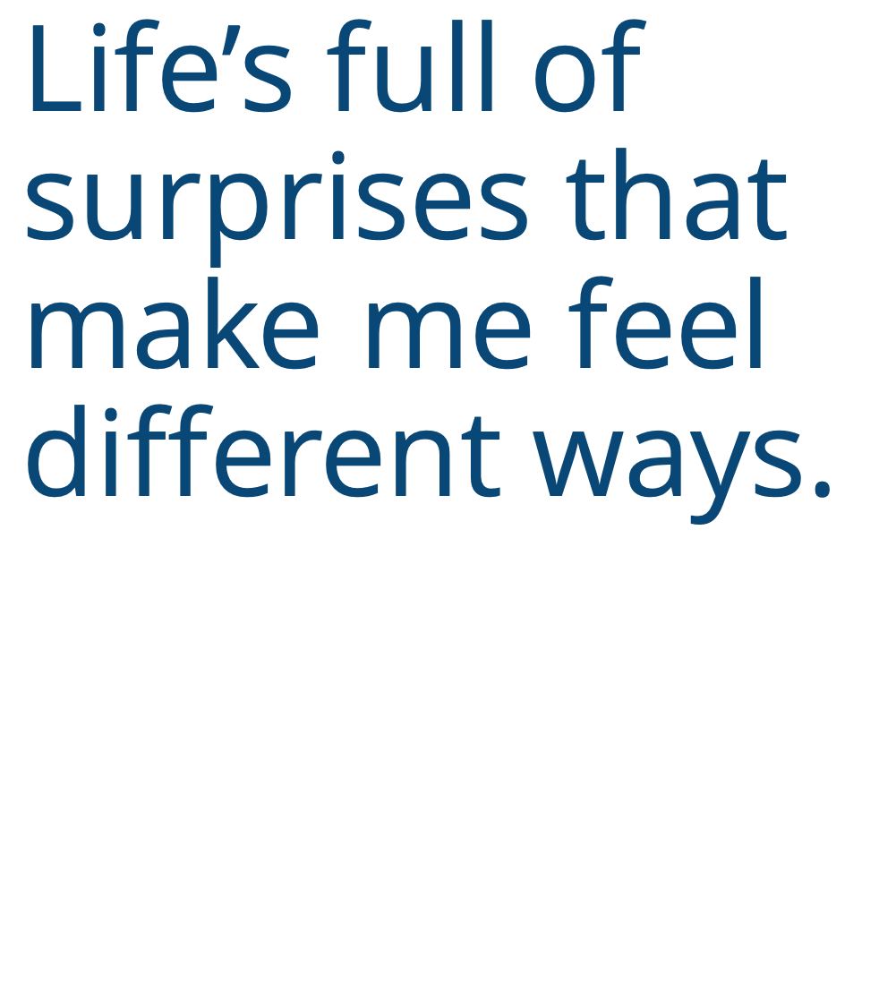 Life’s full of
surprises that
make me feel
different ways.